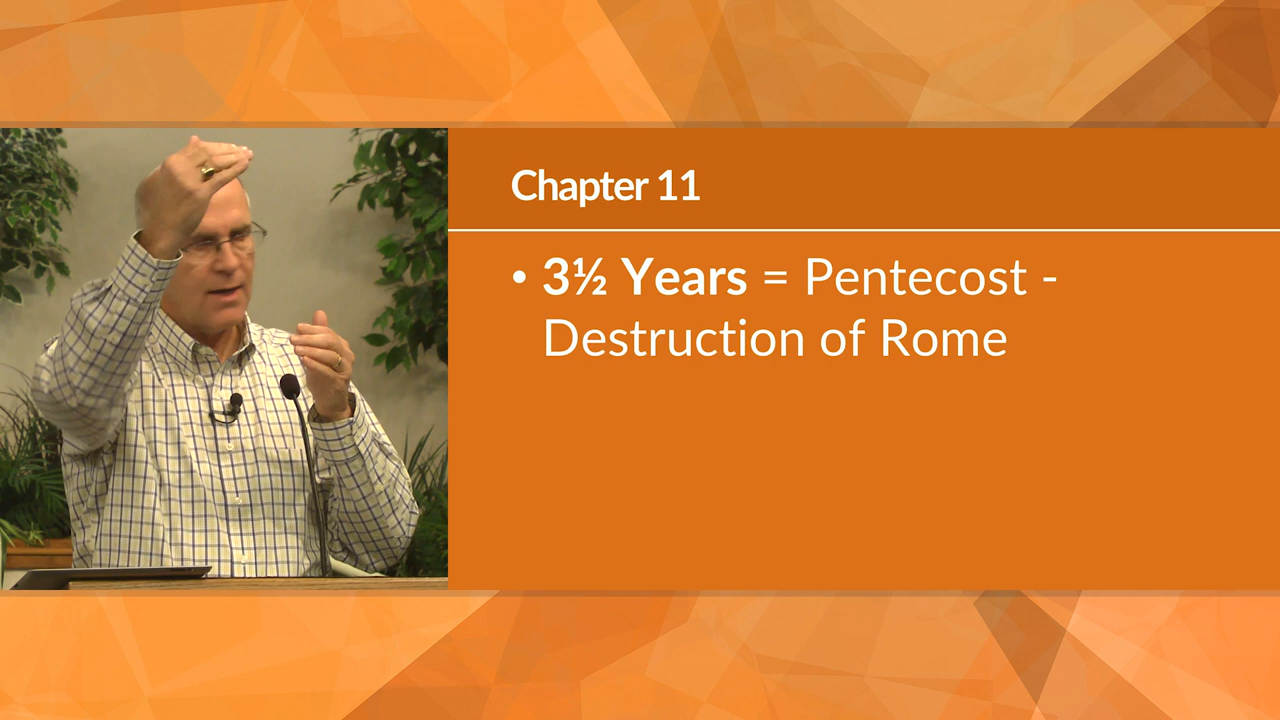 Chapter 11
• 3½ Years = Pentecost -
Destruction of Rome